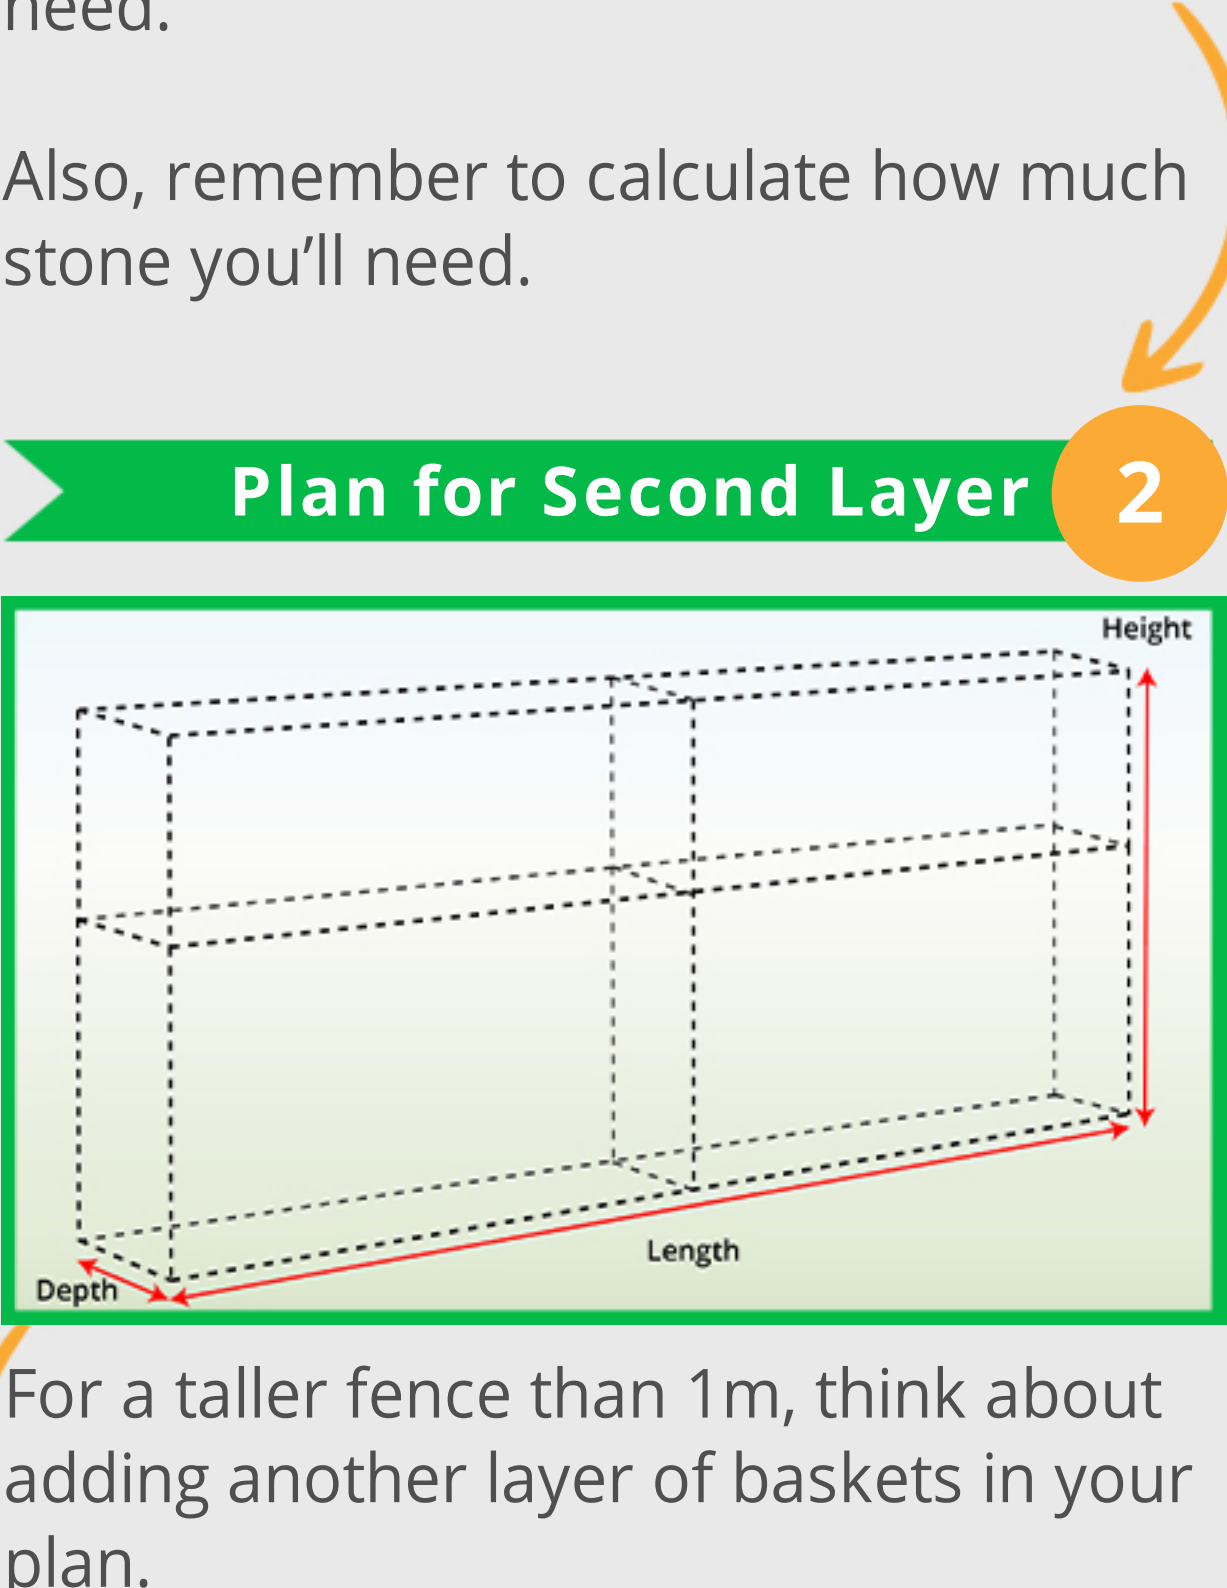 need.
Also, remember to calculate how much
stone you’ll need.
Plan for Second Layer 2
Height
Length
Depth
For a taller fence than 1m, think about
adding another layer of baskets in your
plan.